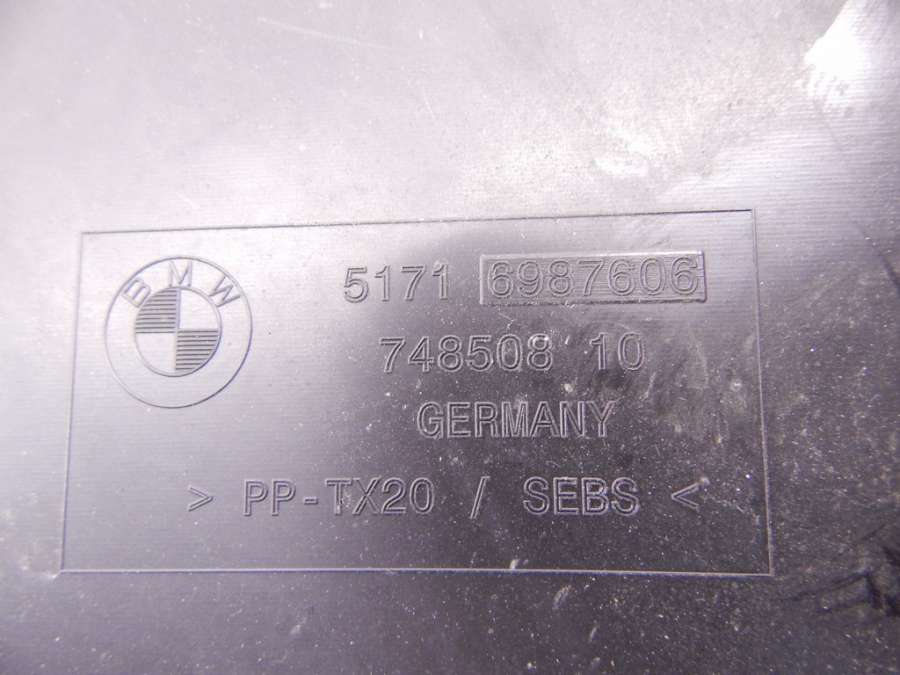 BMW
5171 6987606
748508 10
GERMANY
> PP-TX20 / SEBS <